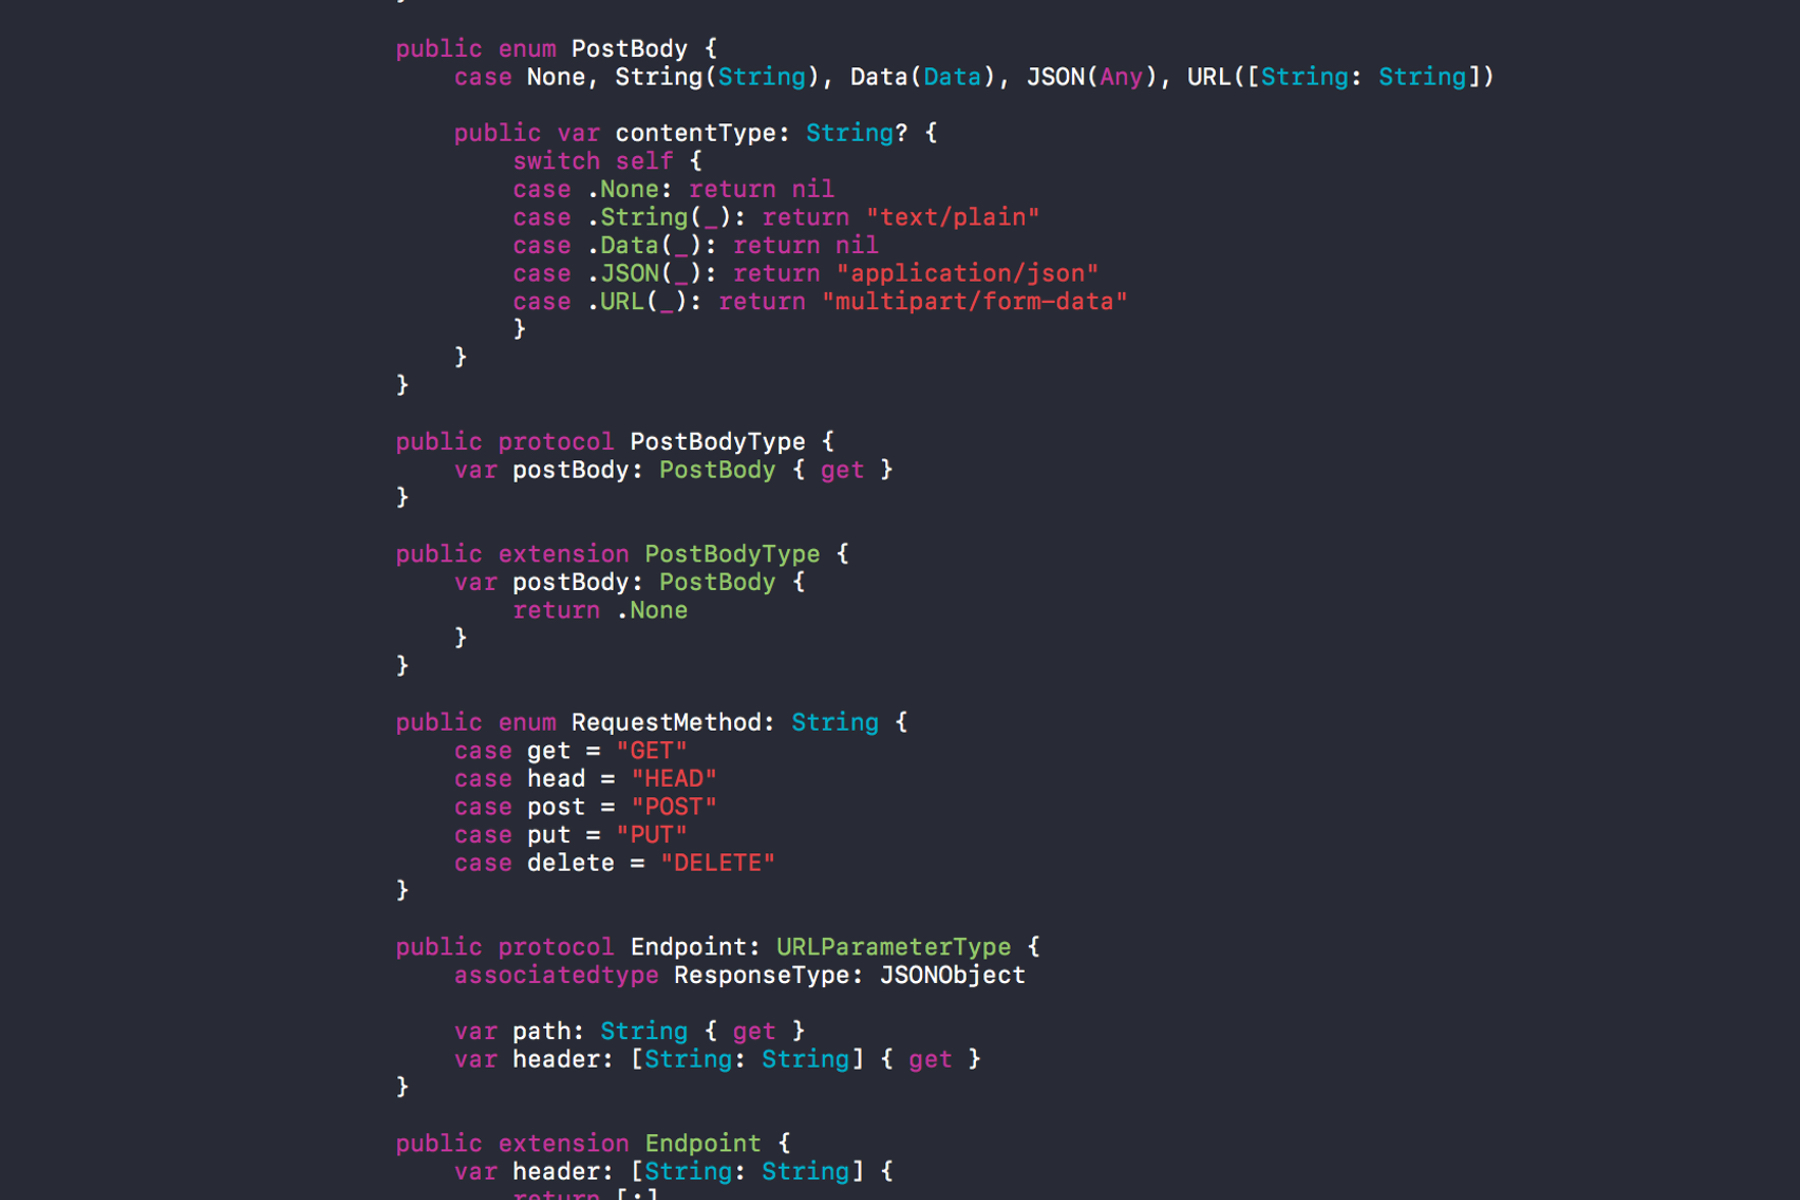 }
public enum PostBody {
    case None, String(String), Data(Data), JSON(Any), URL([String: String])
    public var contentType: String? {
        switch self {
        case .None: return nil
        case .String(_): return "text/plain"
        case .Data(_): return nil
        case .JSON(_): return "application/json"
        case .URL(_): return "multipart/form-data"
        }
    }
}
public protocol PostBodyType {
    var postBody: PostBody { get }
}
public extension PostBodyType {
    var postBody: PostBody {
        return .None
    }
}
public enum RequestMethod: String {
    case get = "GET"
    case head = "HEAD"
    case post = "POST"
    case put = "PUT"
    case delete = "DELETE"
}
public protocol Endpoint: URLParameterType {
    associatedtype ResponseType: JSONObject
    var path: String { get }
    var header: [String: String] { get }
}
public extension Endpoint {
    var header: [String: String] {
        return [:]